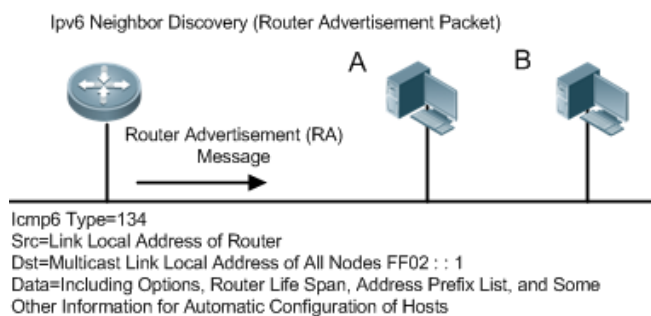 Ipv6 Neighbor Discovery (Router Advertisement Packet)
A
B
Router Advertisement (RA)
Message
Icmp6 Type=134
Src=Link Local Address of Router
Dst=Multicast Link Local Address of All Nodes FF02 : : 1
Data=Including Options, Router Life Span, Address Prefix List, and Some
Other Information for Automatic Configuration of Hosts